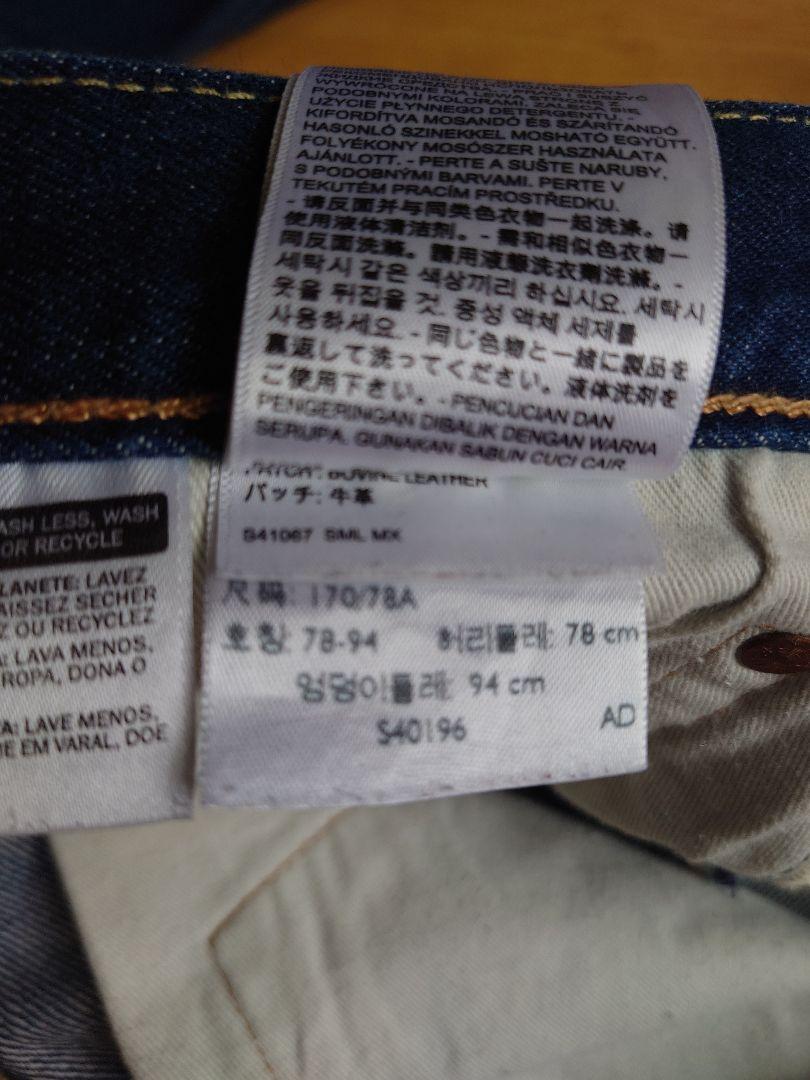 WYWRÓCONE NA LEWĄ STRONĘ Z
PODOBNYMI KOLORAMI. ZALECA SIĘ
UŻYCIE PŁYNNEGO DETERGENTU. -
KIFORDÍTVA MOSANDÓ ÉS SZÁRÍTANDÓ
HASONLÓ SZINEKKEL MOSHATÓ EGYÜTT.
FOLYÉKONY MOSÓSZER HASZNÁLATA
AJÁNLOTT. - PERTE A SUŠTE NARUBY,
S PODOBNÝMI BARVAMI. PERTE V
TEKUTÉM PRACÍM PROSTŘEDKU.
- 请反面并与同类色衣物一起洗涤。请
使用液体清洁剂。- 需和相似色衣物一
同反面洗滌。請用液態洗衣劑洗滌。-
세탁시 같은 색상끼리 하십시요. 세탁시
옷을 뒤집을 것. 중성 액체 세제를
사용하세요. - 同じ色物と一緒に製品を
裏返して洗ってください。液体洗剤を
ご使用下さい。- PENCUCIAN DAN
PENGERINGAN DIBALIK DENGAN WARNA
SERUPA. GUNAKAN SABUN CUCI CAIR.
BOVINE LEATHER
パッチ: 牛革
S41067 SML MX
尺码: 170/78A
호칭: 78-94 허리둘레: 78 cm
엉덩이둘레: 94 cm
S40196 AD
ASH LESS, WASH
OR RECYCLE
LANETE: LAVEZ
AISSEZ SECHER
Z OU RECYCLEZ
A: LAVA MENOS,
ROPA, DONA O
TA: LAVE MENOS,
UE EM VARAL, DOE